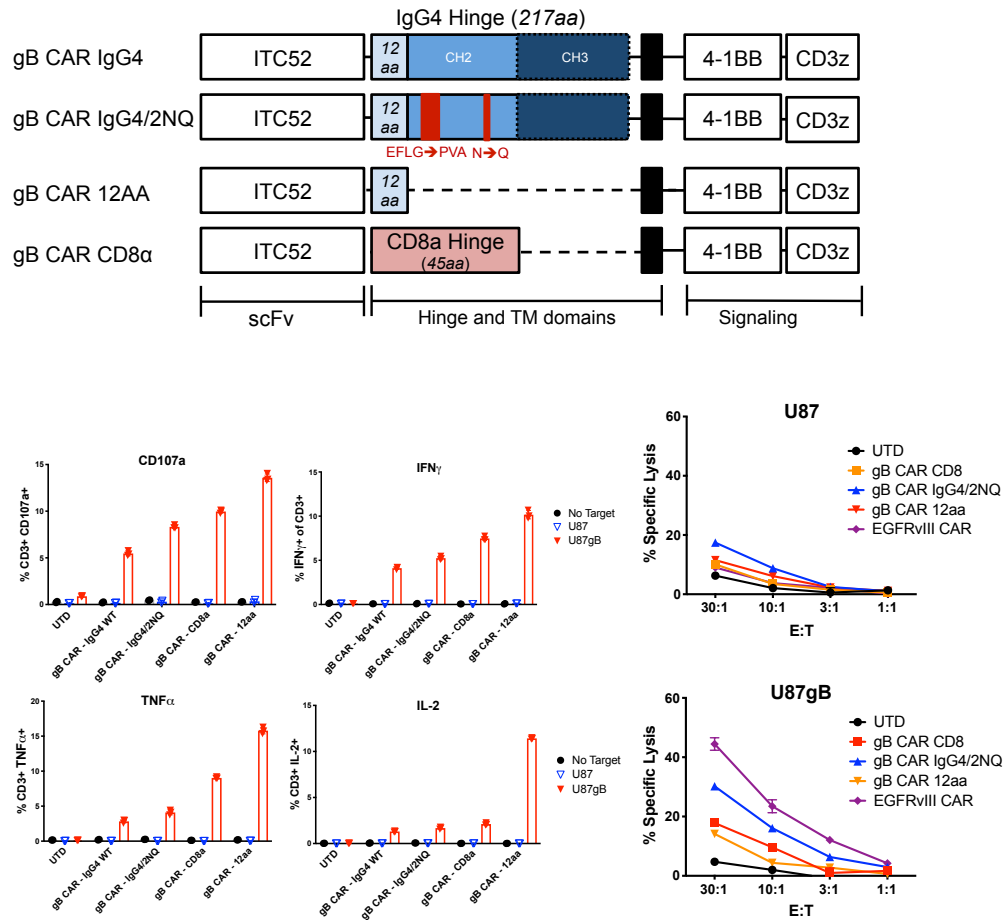 IgG4 Hinge (217aa)
gB CAR IgG4
ITC52
12
aa
CH2
CH3
4-1BB
CD3z
gB CAR IgG4/2NQ
ITC52
12
aa
4-1BB
CD3z
EFLG➔PVA N➔Q
gB CAR 12AA
ITC52
12
aa
4-1BB
CD3z
gB CAR CD8α
ITC52
CD8a Hinge
(45aa)
4-1BB
CD3z
scFv
Hinge and TM domains
Signaling
CD107a
% CD3+ CD107a+
15
10
5
0
UTD
gB CAR - IgG4 WT
gB CAR - IgG4/2NQ
gB CAR - CD8a
gB CAR - 12aa
IFNγ
% IFNγ+ of CD3+
15
10
5
0
UTD
gB CAR - IgG4 WT
gB CAR - IgG4/2NQ
gB CAR - CD8a
gB CAR - 12aa
No Target
U87
U87gB
U87
% Specific Lysis
60
40
20
0
30:1
10:1
3:1
1:1
E:T
UTD
gB CAR CD8
gB CAR IgG4/2NQ
gB CAR 12aa
EGFRvIII CAR
TNFα
% CD3+ TNFα+
20
15
10
5
0
UTD
gB CAR - IgG4 WT
gB CAR - IgG4/2NQ
gB CAR - CD8a
gB CAR - 12aa
IL-2
% CD3+ IL-2+
15
10
5
0
UTD
gB CAR - IgG4 WT
gB CAR - IgG4/2NQ
gB CAR - CD8a
gB CAR - 12aa
No Target
U87
U87gB
U87gB
% Specific Lysis
60
40
20
0
30:1
10:1
3:1
1:1
E:T
UTD
gB CAR CD8
gB CAR IgG4/2NQ
gB CAR 12aa
EGFRvIII CAR